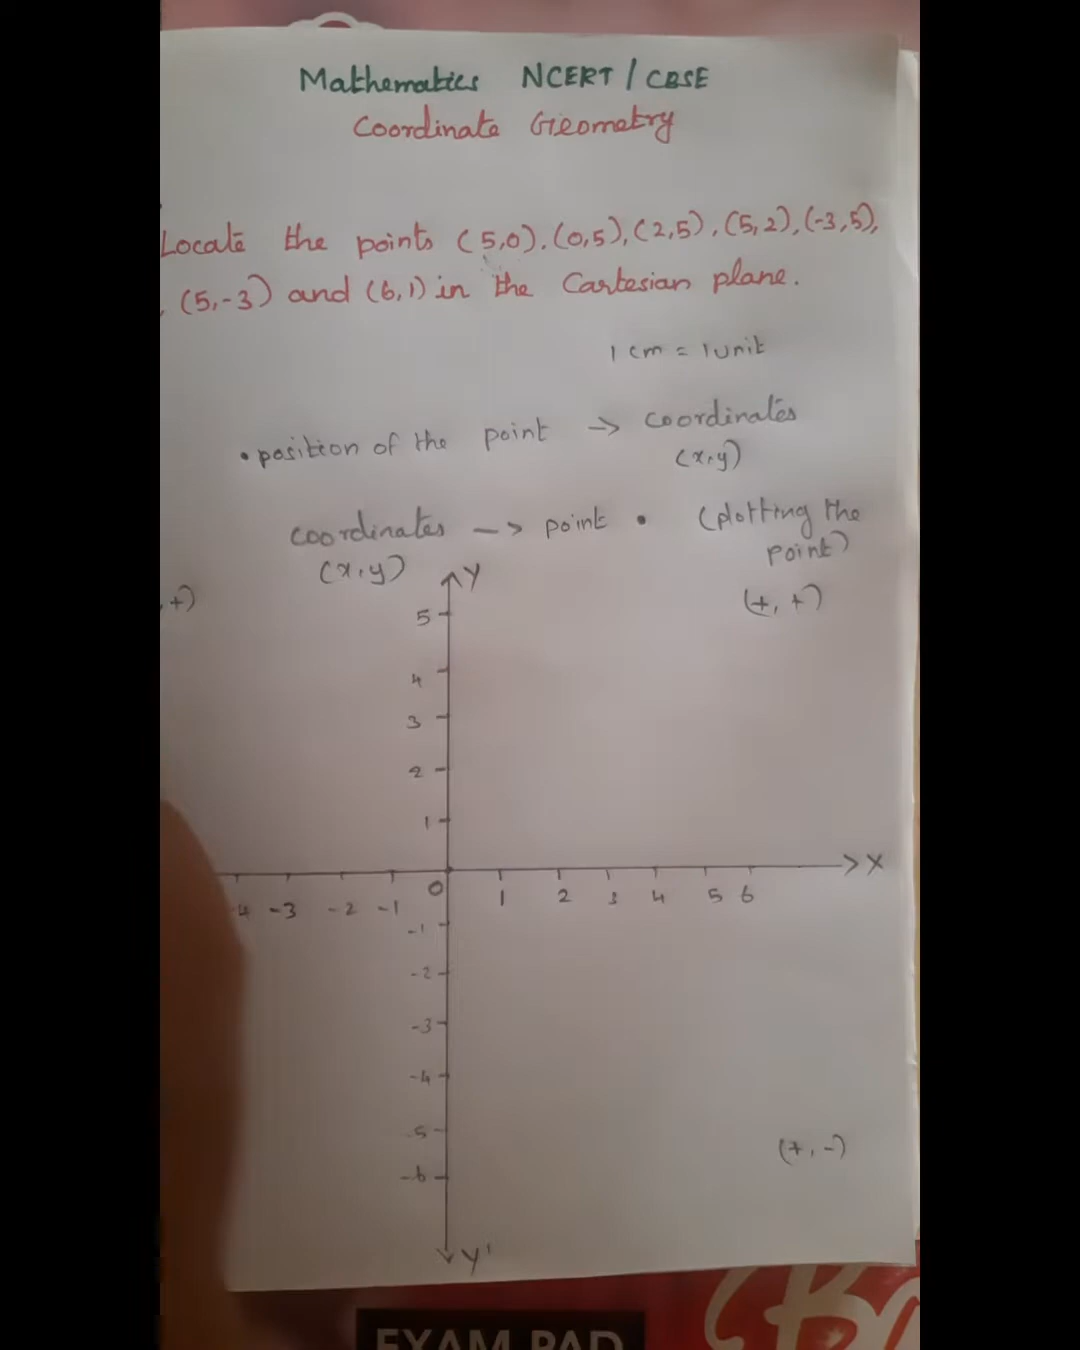 Mathematics NCERT / CBSE
Coordinate Geometry
Locate the points (5,0), (0,5), (2,5), (5,2), (-3,5),
(5,-3) and (6,1) in the Cartesian plane.
1 cm = 1 unit
• position of the point → coordinates
(x,y)
coordinates --> point • (plotting the
point)
(x,y)
Y
+)
(+, +)
5
4
3
2
1
X
-4 -3 -2 -1 0 1 2 3 4 5 6
-1
-2
-3
-4
-5
-6
(+, -)
Y'
EXAM PAD